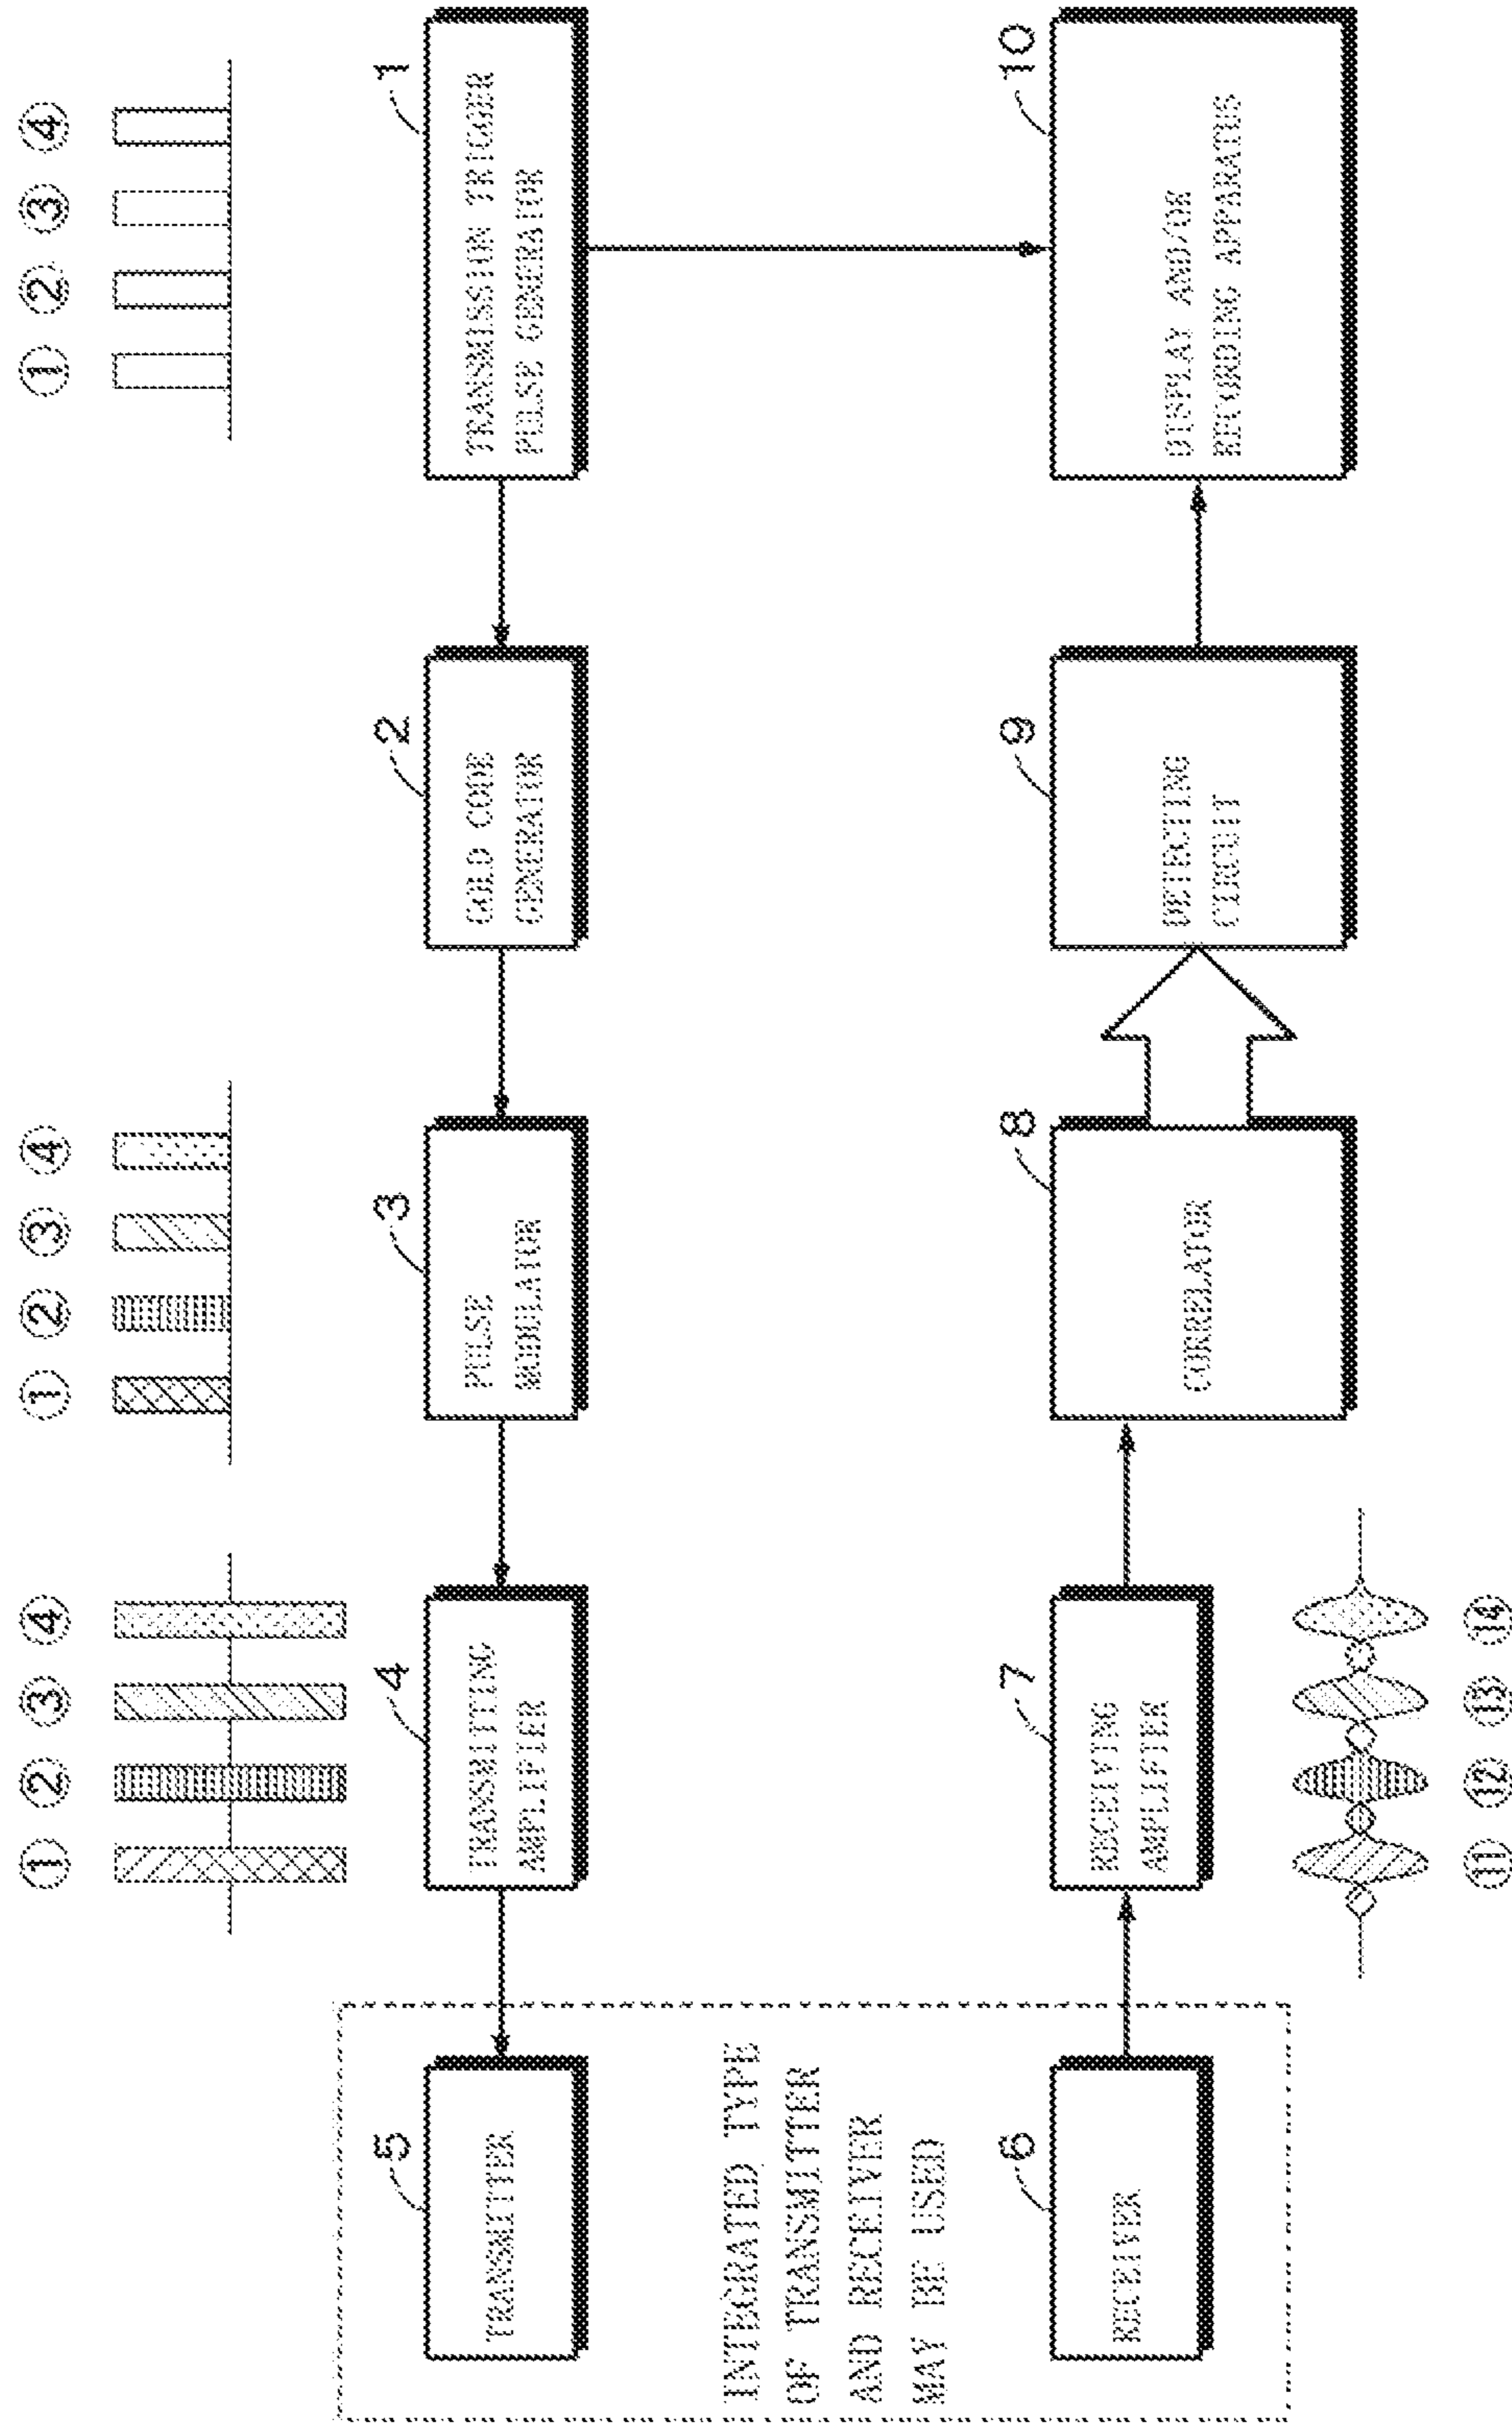 ① ② ③ ④
① ② ③ ④
① ② ③ ④
5
TRANSMITTER
4
TRANSMITTING
AMPLIFIER
3
PULSE
MODULATOR
2
GOLD CODE
GENERATOR
1
TRANSMISSION TRIGGER
PULSE GENERATOR
INTEGRATED TYPE
OF TRANSMITTER
AND RECEIVER
MAY BE USED
6
RECEIVER
7
RECEIVING
AMPLIFIER
8
CORRELATOR
9
DETECTING
CIRCUIT
10
DISPLAY AND/OR
RECORDING APPARATUS
⑪ ⑫ ⑬ ⑭